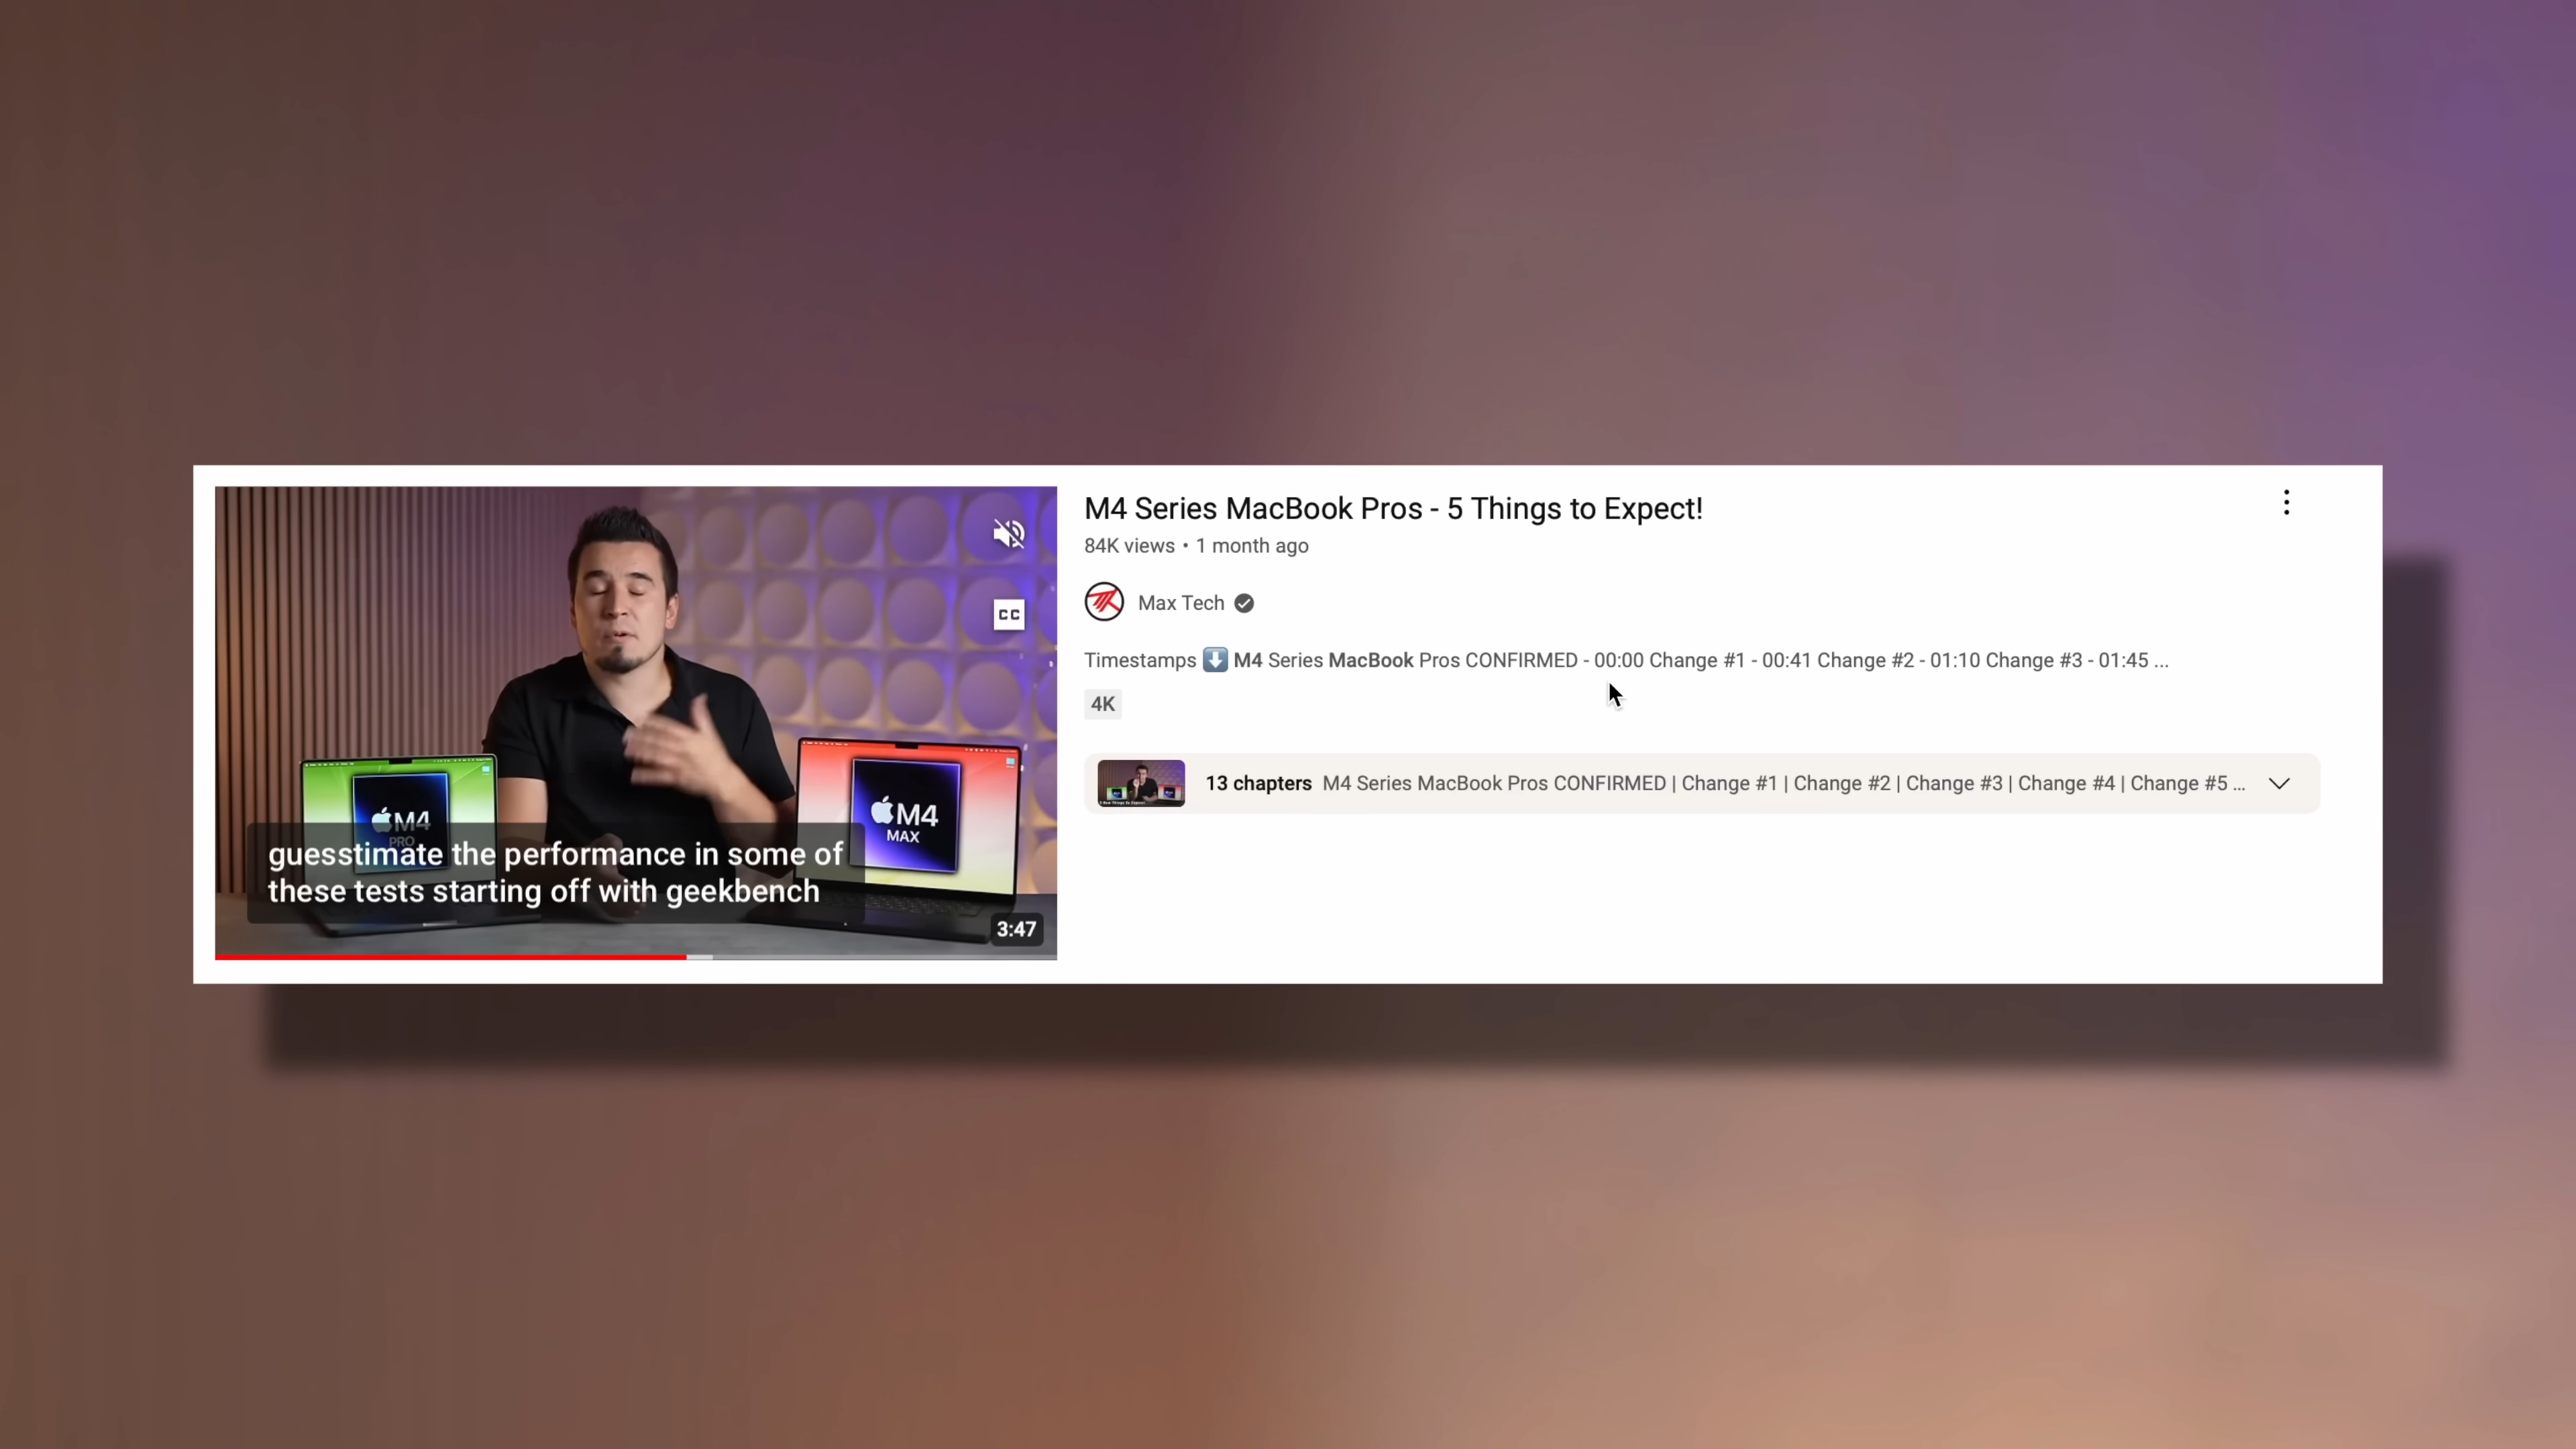 M4
PRO
M4
MAX
guesstimate the performance in some of
these tests starting off with geekbench
CC
3:47
M4 Series MacBook Pros - 5 Things to Expect!
84K views • 1 month ago
Max Tech
Timestamps ⬇️ M4 Series MacBook Pros CONFIRMED - 00:00 Change #1 - 00:41 Change #2 - 01:10 Change #3 - 01:45 ...
4K
13 chapters M4 Series MacBook Pros CONFIRMED | Change #1 | Change #2 | Change #3 | Change #4 | Change #5 ...